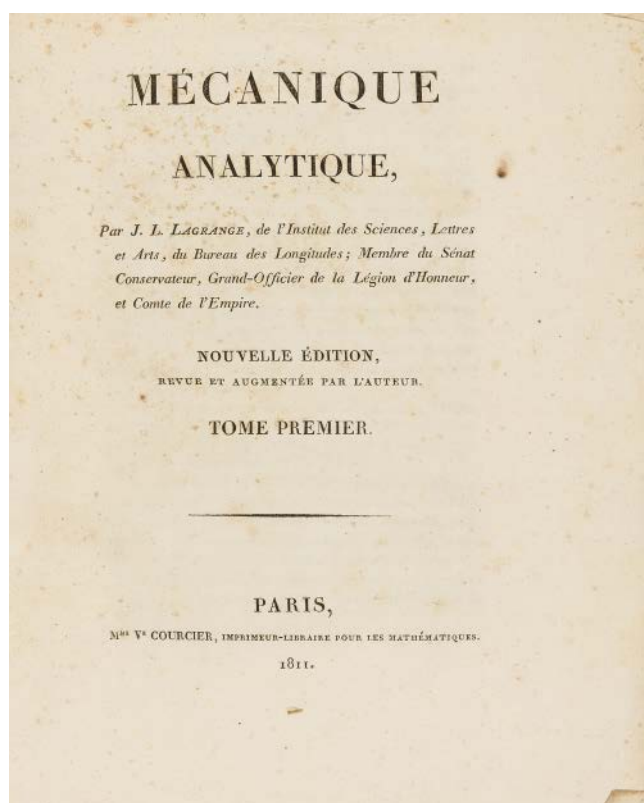 MÉCANIQUE
ANALYTIQUE,
Par J. L. LAGRANGE, de l'Institut des Sciences, Lettres
et Arts, du Bureau des Longitudes; Membre du Sénat
Conservateur, Grand-Officier de la Légion d'Honneur,
et Comte de l'Empire.
NOUVELLE ÉDITION,
REVUE ET AUGMENTÉE PAR L'AUTEUR.
TOME PREMIER.
PARIS,
Mme Ve COURCIER, IMPRIMEUR-LIBRAIRE POUR LES MATHÉMATIQUES.
1811.